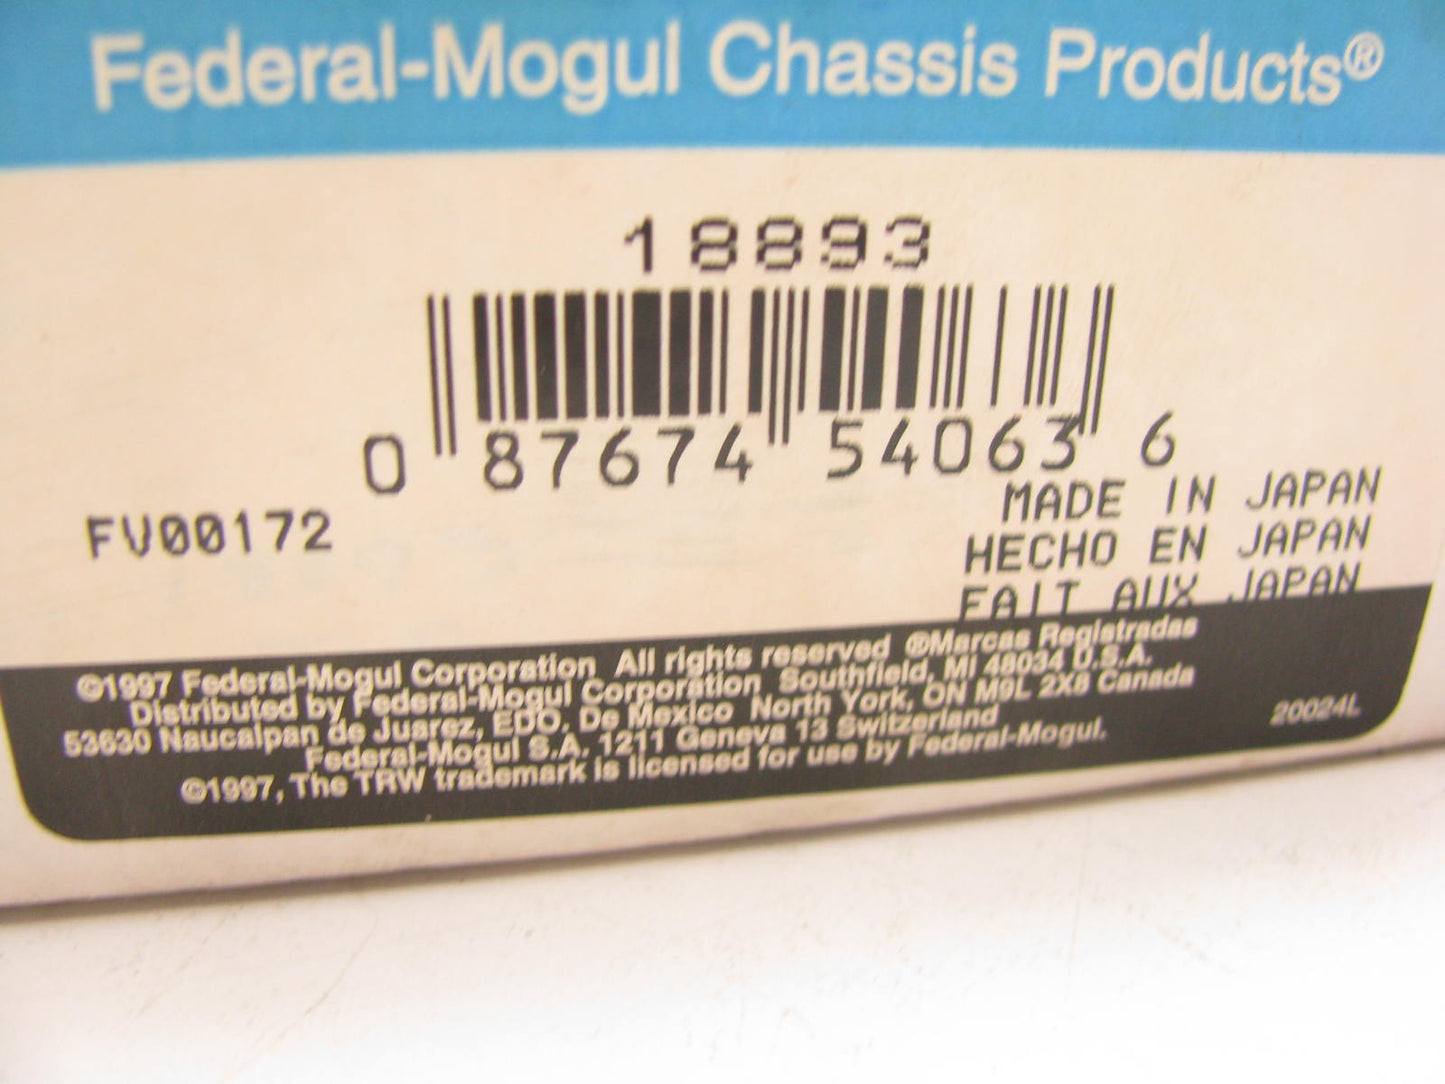 Federal-Mogul Chassis Products®
18893
0 87674 54063 6
FV00172
MADE IN JAPAN
HECHO EN JAPAN
FAIT AUX JAPAN
©1997 Federal-Mogul Corporation All rights reserved ®Marcas Registradas
Distributed by Federal-Mogul Corporation Southfield, MI 48034 U.S.A.
53630 Naucalpan de Juarez, EDO. De Mexico North York, ON M9L 2X8 Canada
Federal-Mogul S.A. 1211 Geneva 13 Switzerland
©1997, The TRW trademark is licensed for use by Federal-Mogul.
20024L